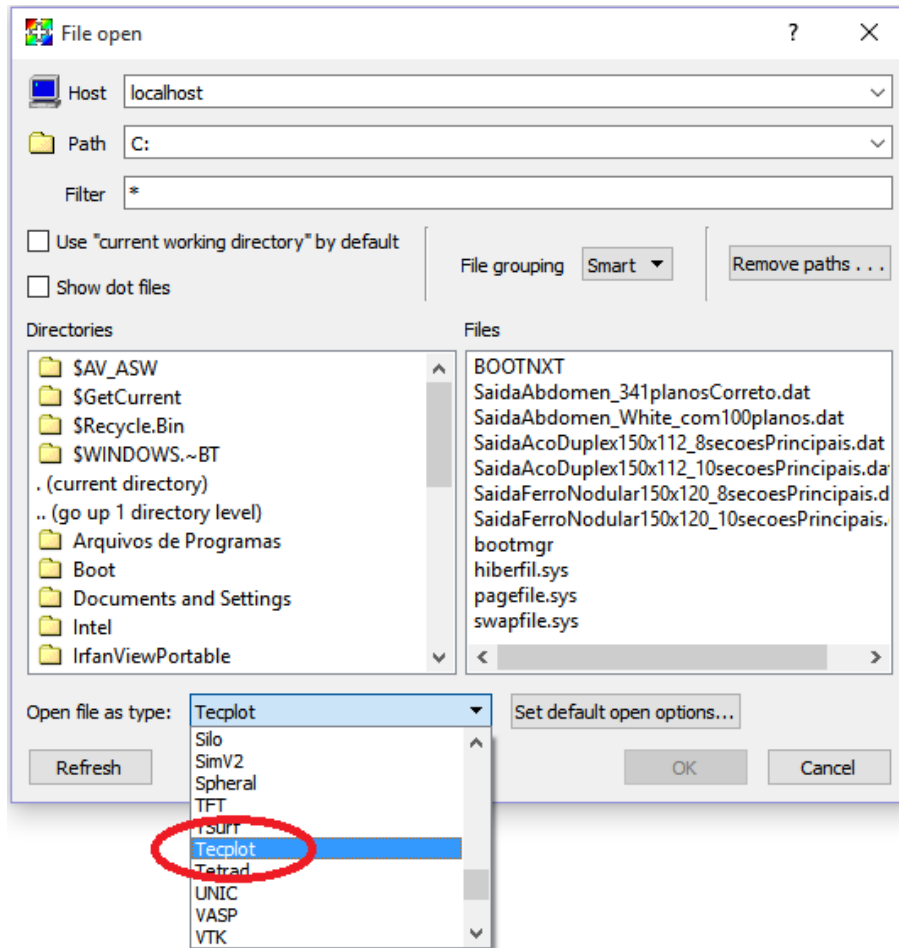 File open
?
Host
localhost
Path
C:
Filter
*
Use "current working directory" by default
Show dot files
File grouping
Smart
Remove paths . . .
Directories
$AV_ASW
$GetCurrent
$Recycle.Bin
$WINDOWS.~BT
. (current directory)
.. (go up 1 directory level)
Arquivos de Programas
Boot
Documents and Settings
Intel
IrfanViewPortable
Files
BOOTNXT
SaidaAbdomen_341planosCorreto.dat
SaidaAbdomen_White_com100planos.dat
SaidaAcoDuplex150x112_8secoesPrincipais.dat
SaidaAcoDuplex150x112_10secoesPrincipais.da
SaidaFerroNodular150x120_8secoesPrincipais.d
SaidaFerroNodular150x120_10secoesPrincipais.
bootmgr
hiberfil.sys
pagefile.sys
swapfile.sys
Open file as type:
Tecplot
Set default open options...
Silo
SimV2
Spheral
TFT
TSurf
Tecplot
Tetrad
UNIC
VASP
VTK
Refresh
OK
Cancel